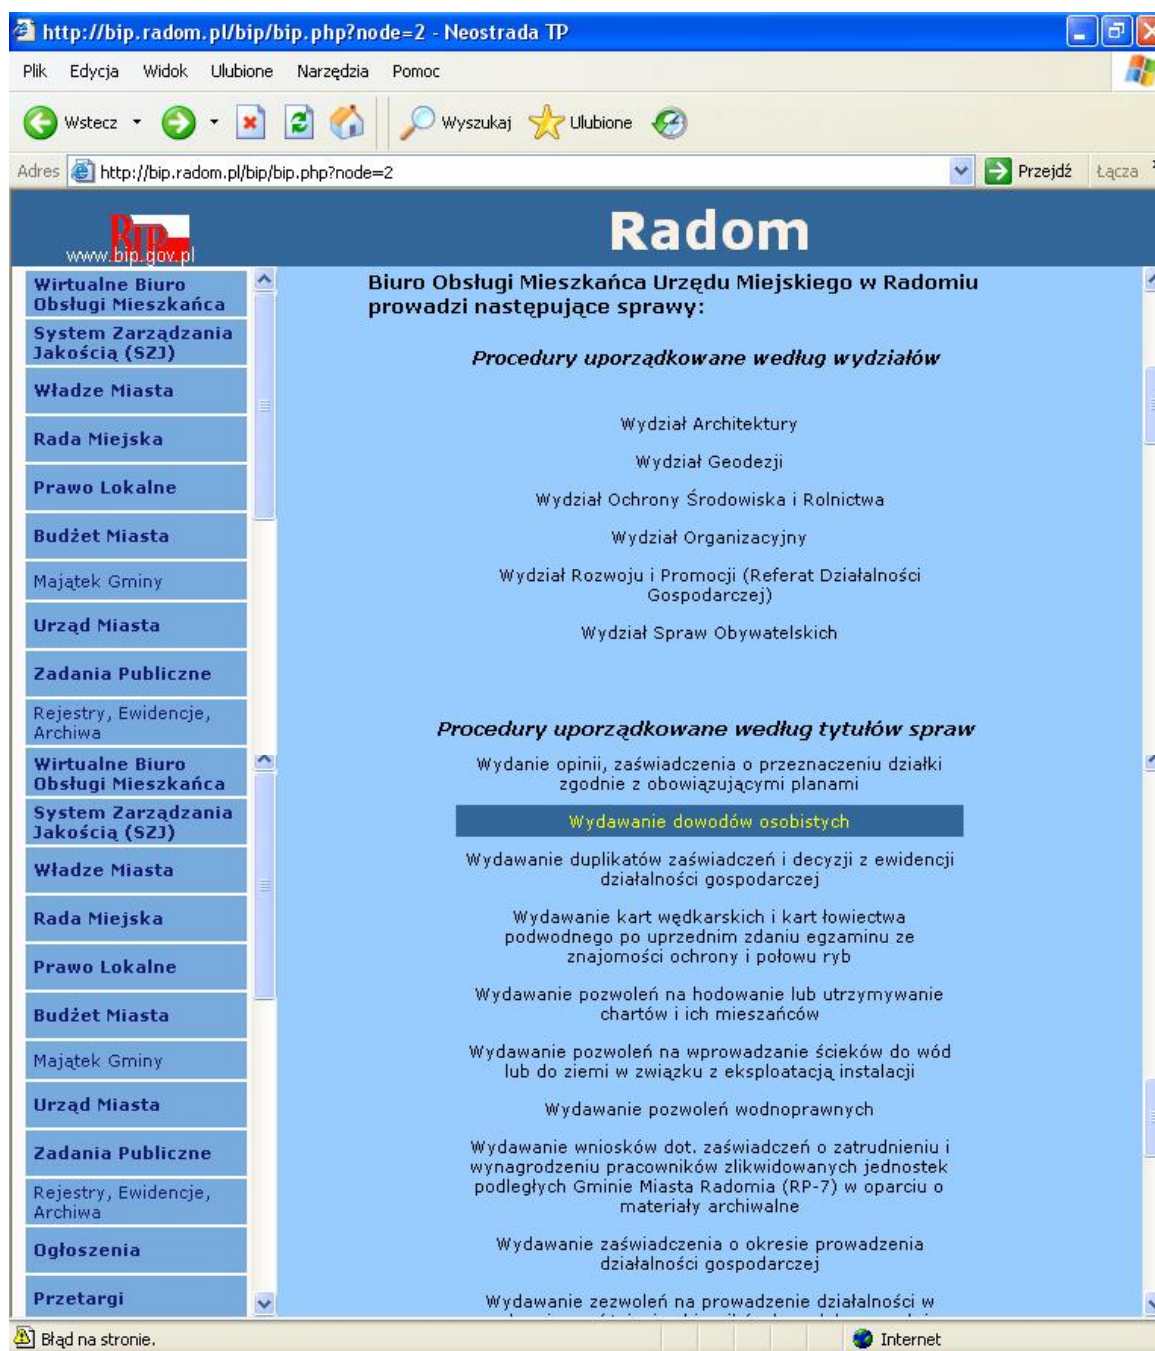 http://bip.radom.pl/bip/bip.php?node=2 - Neostrada TP
Plik Edycja Widok Ulubione Narzędzia Pomoc
Wstecz Wyszukaj Ulubione
Adres http://bip.radom.pl/bip/bip.php?node=2 Przejdź Łącza
BIP
www.bip.gov.pl
Radom
Wirtualne Biuro
Obsługi Mieszkańca
System Zarządzania
Jakością (SZJ)
Władze Miasta
Rada Miejska
Prawo Lokalne
Budżet Miasta
Majątek Gminy
Urząd Miasta
Zadania Publiczne
Rejestry, Ewidencje,
Archiwa
Wirtualne Biuro
Obsługi Mieszkańca
System Zarządzania
Jakością (SZJ)
Władze Miasta
Rada Miejska
Prawo Lokalne
Budżet Miasta
Majątek Gminy
Urząd Miasta
Zadania Publiczne
Rejestry, Ewidencje,
Archiwa
Ogłoszenia
Przetargi
Biuro Obsługi Mieszkańca Urzędu Miejskiego w Radomiu
prowadzi następujące sprawy:
Procedury uporządkowane według wydziałów
Wydział Architektury
Wydział Geodezji
Wydział Ochrony Środowiska i Rolnictwa
Wydział Organizacyjny
Wydział Rozwoju i Promocji (Referat Działalności
Gospodarczej)
Wydział Spraw Obywatelskich
Procedury uporządkowane według tytułów spraw
Wydanie opinii, zaświadczenia o przeznaczeniu działki
zgodnie z obowiązującymi planami
Wydawanie dowodów osobistych
Wydawanie duplikatów zaświadczeń i decyzji z ewidencji
działalności gospodarczej
Wydawanie kart wędkarskich i kart łowiectwa
podwodnego po uprzednim zdaniu egzaminu ze
znajomości ochrony i połowu ryb
Wydawanie pozwoleń na hodowanie lub utrzymywanie
chartów i ich mieszańców
Wydawanie pozwoleń na wprowadzanie ścieków do wód
lub do ziemi w związku z eksploatacją instalacji
Wydawanie pozwoleń wodnoprawnych
Wydawanie wniosków dot. zaświadczeń o zatrudnieniu i
wynagrodzeniu pracowników zlikwidowanych jednostek
podległych Gminie Miasta Radomia (RP-7) w oparciu o
materiały archiwalne
Wydawanie zaświadczenia o okresie prowadzenia
działalności gospodarczej
Wydawanie zezwoleń na prowadzenie działalności w
Błąd na stronie. Internet